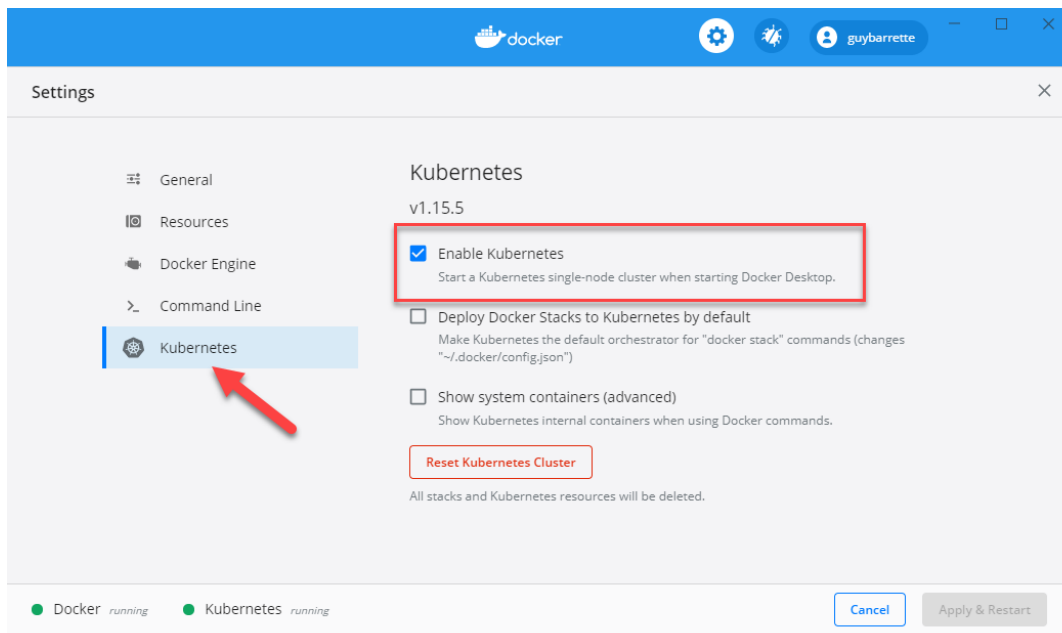 docker
guybarrette
Settings
General
Resources
Docker Engine
Command Line
Kubernetes
Kubernetes
v1.15.5
Enable Kubernetes
Start a Kubernetes single-node cluster when starting Docker Desktop.
Deploy Docker Stacks to Kubernetes by default
Make Kubernetes the default orchestrator for "docker stack" commands (changes
"~/.docker/config.json")
Show system containers (advanced)
Show Kubernetes internal containers when using Docker commands.
Reset Kubernetes Cluster
All stacks and Kubernetes resources will be deleted.
Docker running
Kubernetes running
Cancel
Apply & Restart